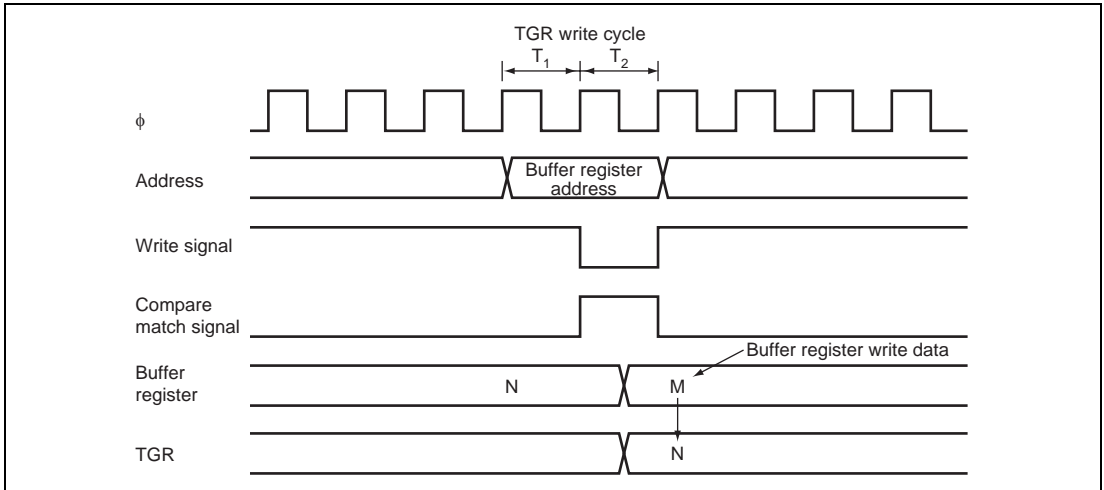 TGR write cycle
T1 T2
φ
Address
Buffer register
address
Write signal
Compare
match signal
Buffer register write data
Buffer
register
N M
TGR
N